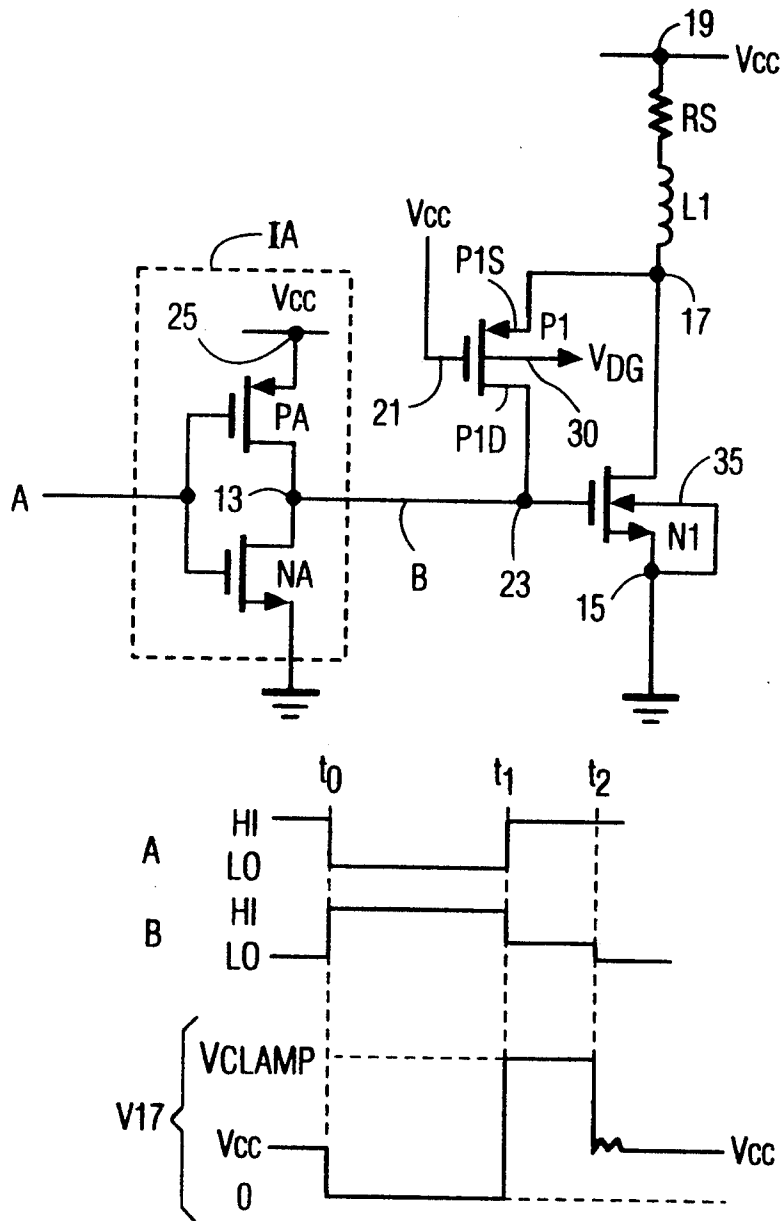 19
Vcc
RS
L1
IA
Vcc
P1S
17
Vcc
25
P1
VDG
PA
21
P1D
30
35
A
13
B
23
N1
NA
15
t0
t1
t2
A
HI
LO
B
HI
LO
V17
VCLAMP
Vcc
0
Vcc